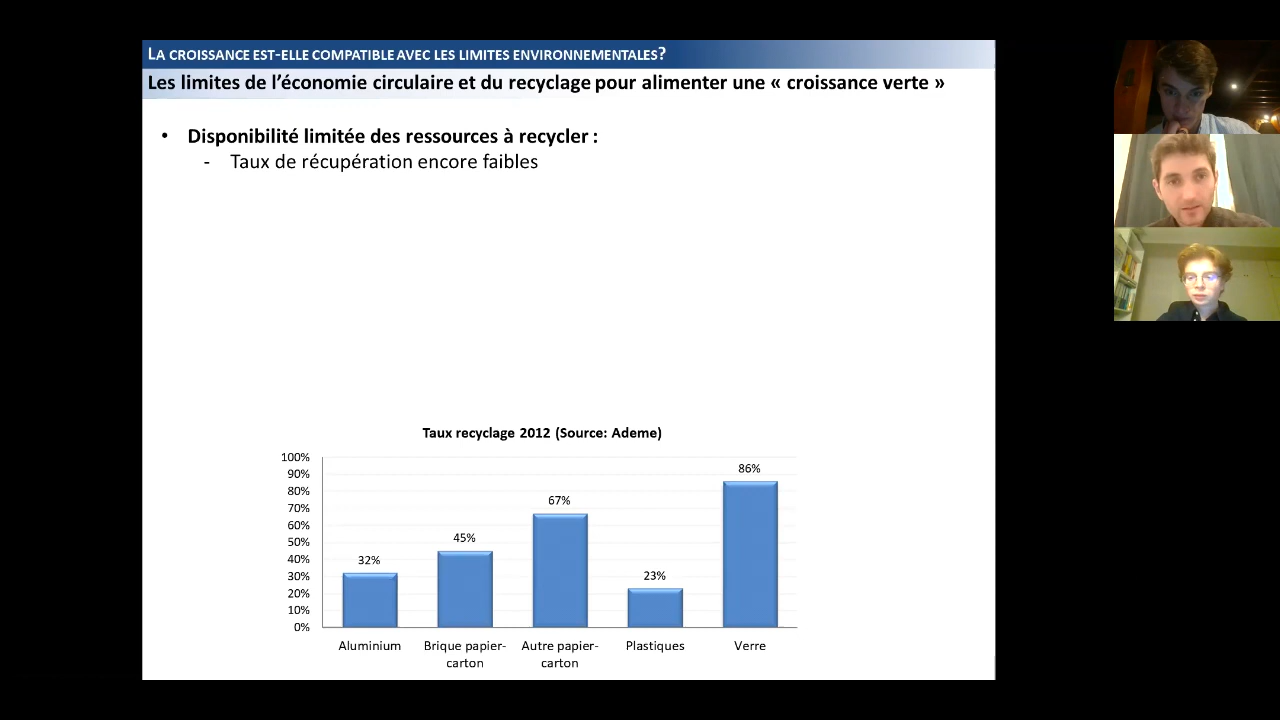 LA CROISSANCE EST-ELLE COMPATIBLE AVEC LES LIMITES ENVIRONNEMENTALES?
Les limites de l’économie circulaire et du recyclage pour alimenter une « croissance verte »
• Disponibilité limitée des ressources à recycler :
- Taux de récupération encore faibles
Taux recyclage 2012 (Source: Ademe)
100%
90%
80%
70%
60%
50%
40%
30%
20%
10%
0%
32%
45%
67%
23%
86%
Aluminium
Brique papier-
carton
Autre papier-
carton
Plastiques
Verre